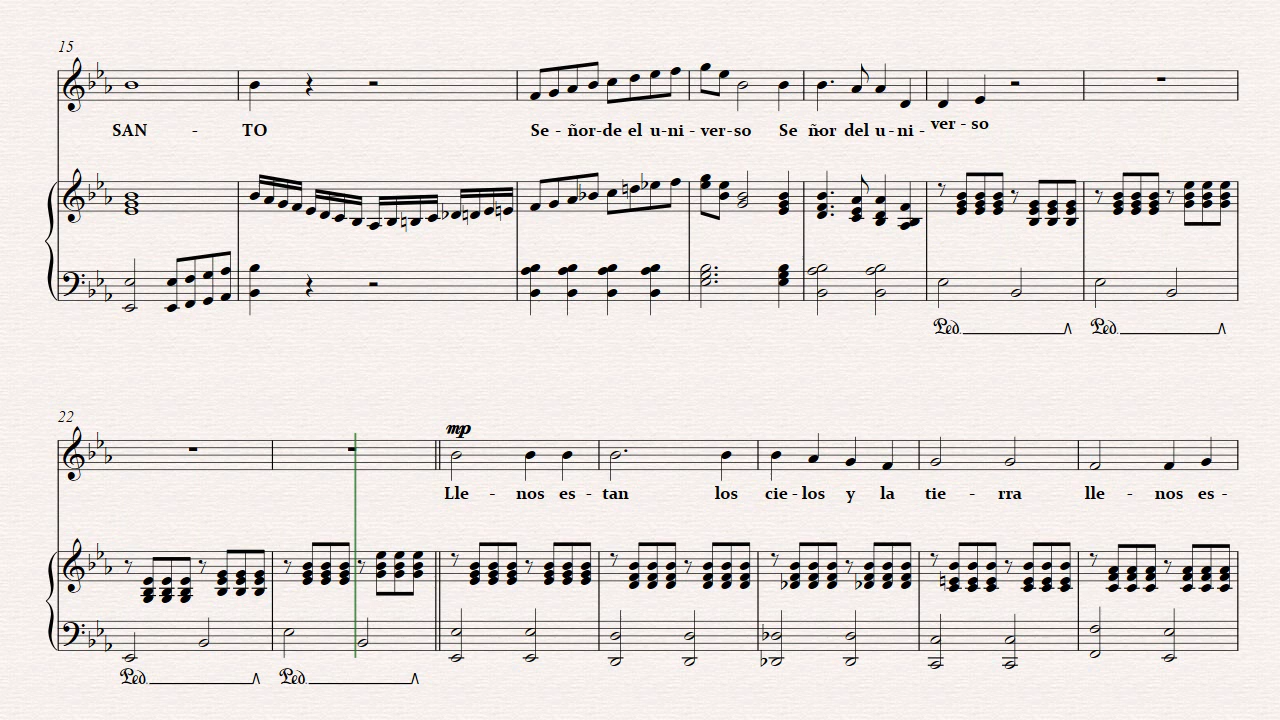 15
SAN - TO Se - ñor-de el u-ni - ver-so Se ñor del u - ni - ver - so
Ped. Ped.
22
mp
Lle - nos es - tan los cie - los y la tie - rra lle - nos es -
Ped. Ped.